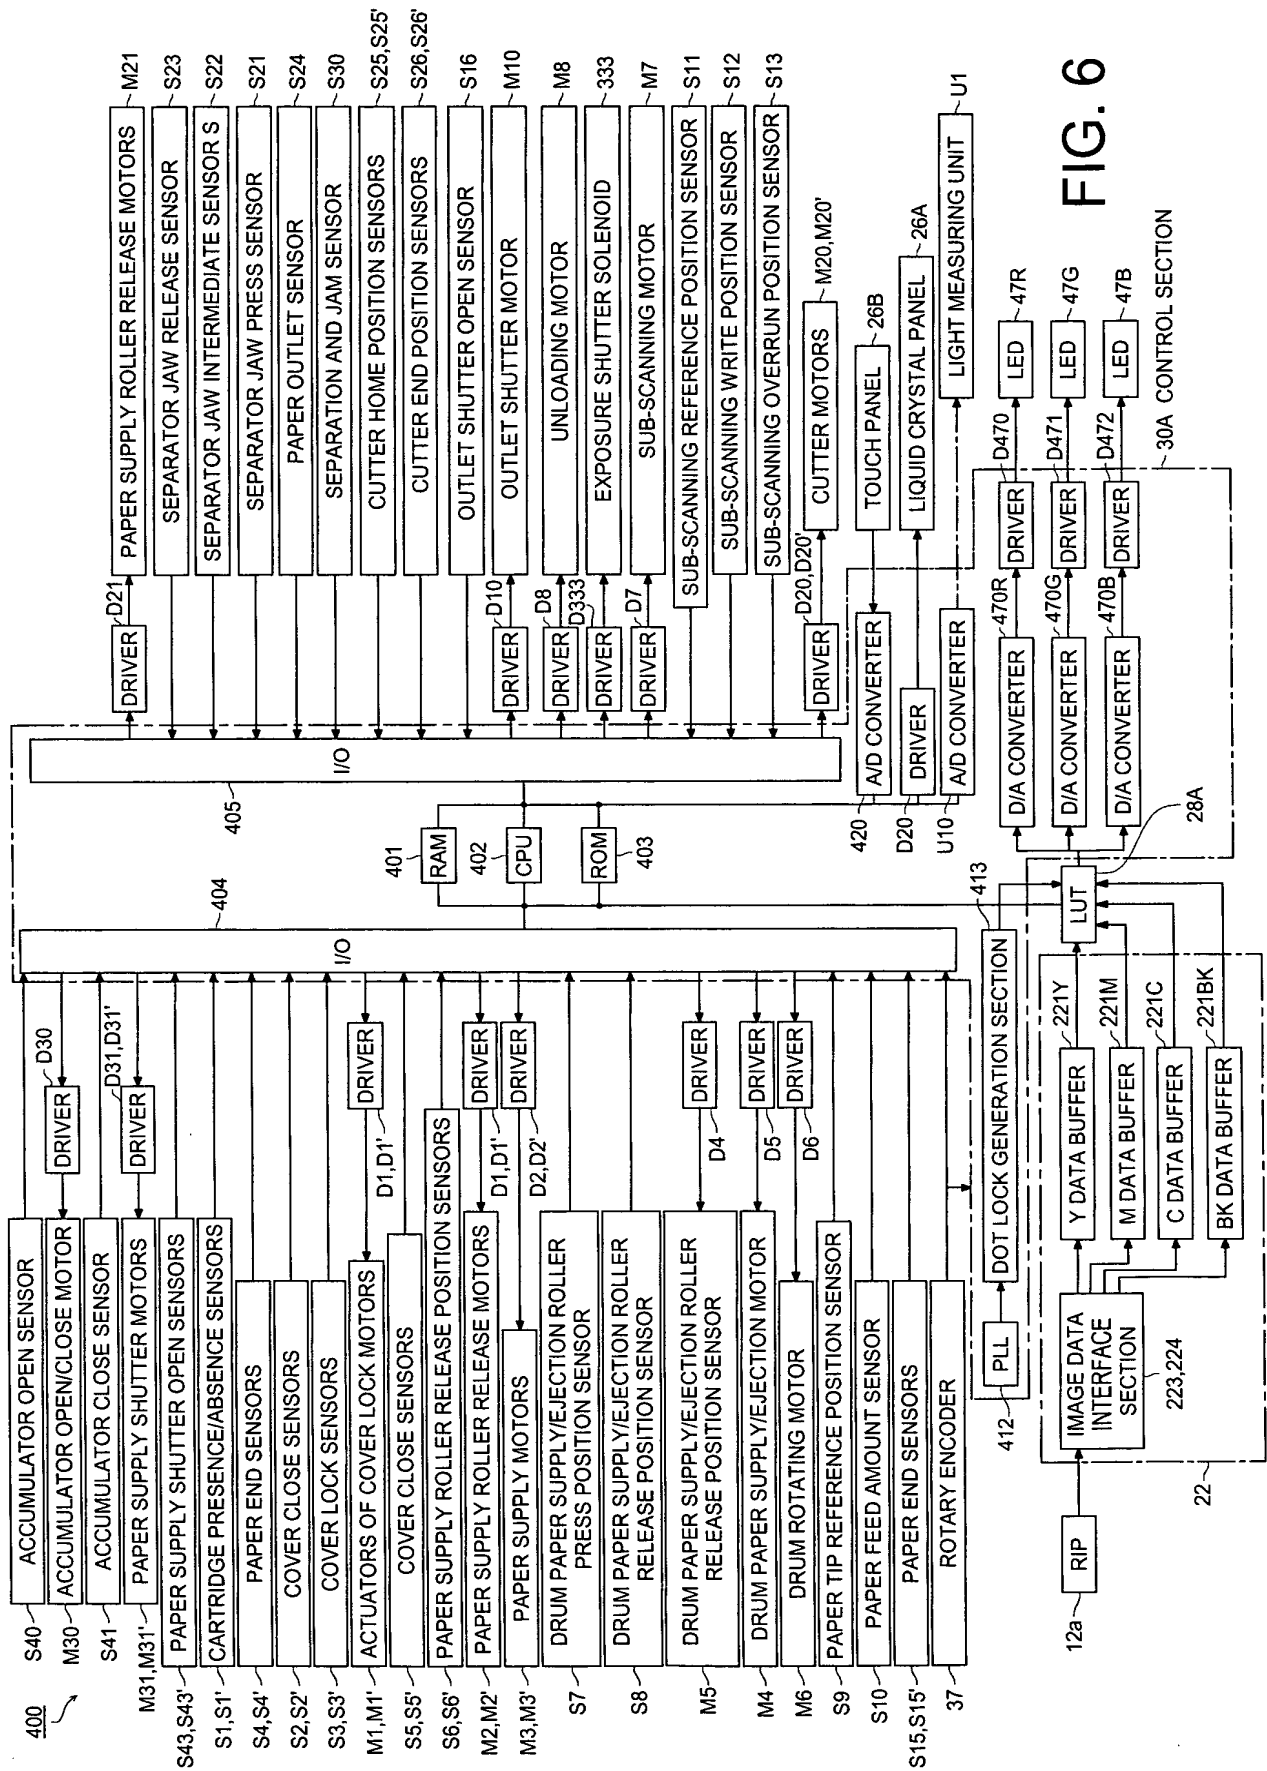 400
S40
ACCUMULATOR OPEN SENSOR
M30
ACCUMULATOR OPEN/CLOSE MOTOR
DRIVER
D30
S41
ACCUMULATOR CLOSE SENSOR
M31,M31'
PAPER SUPPLY SHUTTER MOTORS
DRIVER
D31,D31'
S43,S43'
PAPER SUPPLY SHUTTER OPEN SENSORS
S1,S1'
CARTRIDGE PRESENCE/ABSENCE SENSORS
S4,S4'
PAPER END SENSORS
S2,S2'
COVER CLOSE SENSORS
S3,S3'
COVER LOCK SENSORS
M1,M1'
ACTUATORS OF COVER LOCK MOTORS
DRIVER
D1,D1'
S5,S5'
COVER CLOSE SENSORS
S6,S6'
PAPER SUPPLY ROLLER RELEASE POSITION SENSORS
M2,M2'
PAPER SUPPLY ROLLER RELEASE MOTORS
DRIVER
D1,D1'
M3,M3'
PAPER SUPPLY MOTORS
DRIVER
D2,D2'
S7
DRUM PAPER SUPPLY/EJECTION ROLLER
PRESS POSITION SENSOR
S8
DRUM PAPER SUPPLY/EJECTION ROLLER
RELEASE POSITION SENSOR
M5
DRUM PAPER SUPPLY/EJECTION ROLLER
RELEASE POSITION SENSOR
DRIVER
D4
M4
DRUM PAPER SUPPLY/EJECTION MOTOR
DRIVER
D5
M6
DRUM ROTATING MOTOR
DRIVER
D6
S9
PAPER TIP REFERENCE POSITION SENSOR
S10
PAPER FEED AMOUNT SENSOR
S15,S15'
PAPER END SENSORS
37
ROTARY ENCODER
I/O
404
401
RAM
402
CPU
ROM
403
I/O
405
DRIVER
D21
PAPER SUPPLY ROLLER RELEASE MOTORS
M21
SEPARATOR JAW RELEASE SENSOR
S23
SEPARATOR JAW INTERMEDIATE SENSOR S
S22
SEPARATOR JAW PRESS SENSOR
S21
PAPER OUTLET SENSOR
S24
SEPARATION AND JAM SENSOR
S30
CUTTER HOME POSITION SENSORS
S25,S25'
CUTTER END POSITION SENSORS
S26,S26'
OUTLET SHUTTER OPEN SENSOR
S16
DRIVER
D10
OUTLET SHUTTER MOTOR
M10
DRIVER
D8
UNLOADING MOTOR
M8
DRIVER
D333
EXPOSURE SHUTTER SOLENOID
333
DRIVER
D7
SUB-SCANNING MOTOR
M7
SUB-SCANNING REFERENCE POSITION SENSOR
S11
SUB-SCANNING WRITE POSITION SENSOR
S12
SUB-SCANNING OVERRUN POSITION SENSOR
S13
DRIVER
D20,D20'
CUTTER MOTORS
M20,M20'
420
A/D CONVERTER
TOUCH PANEL
26B
D20
DRIVER
LIQUID CRYSTAL PANEL
26A
U10
A/D CONVERTER
LIGHT MEASURING UNIT
U1
412
PLL
DOT LOCK GENERATION SECTION
413
12a
RIP
22
IMAGE DATA
INTERFACE
SECTION
223,224
Y DATA BUFFER
221Y
M DATA BUFFER
221M
C DATA BUFFER
221C
BK DATA BUFFER
221BK
LUT
28A
D/A CONVERTER
470R
DRIVER
D470
LED
47R
D/A CONVERTER
470G
DRIVER
D471
LED
47G
D/A CONVERTER
470B
DRIVER
D472
LED
47B
30A CONTROL SECTION
FIG. 6